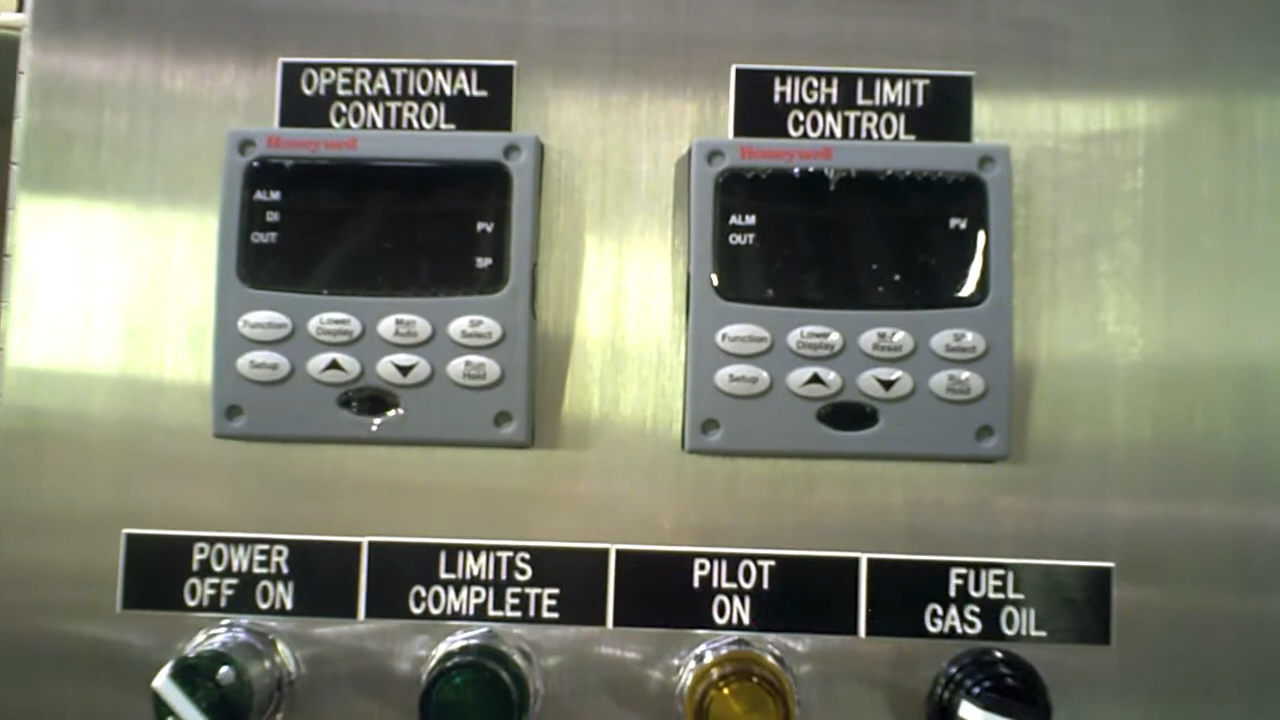 OPERATIONAL
CONTROL
Honeywell
ALM
DI
OUT
PV
SP
Function
Lower
Display
Man
Auto
SP
Select
Setup
Run
Hold
HIGH LIMIT
CONTROL
Honeywell
ALM
OUT
PV
Function
Lower
Display
Reset
SP
Select
Setup
Run
Hold
POWER
OFF ON
LIMITS
COMPLETE
PILOT
ON
FUEL
GAS OIL